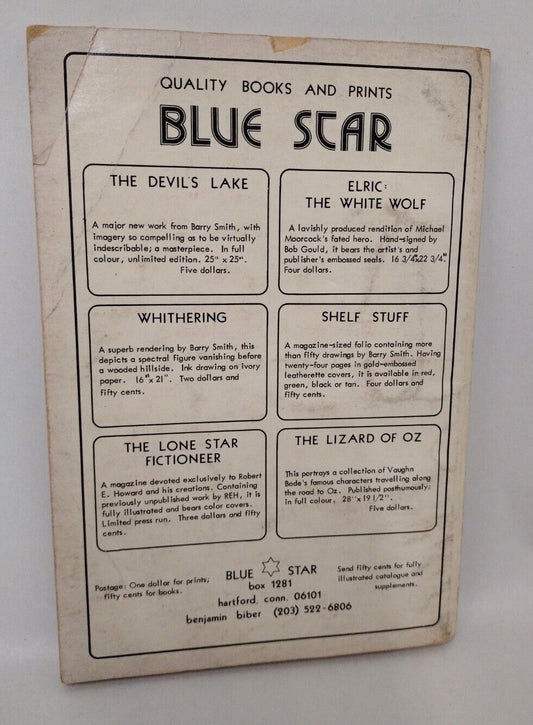 QUALITY BOOKS AND PRINTS
BLUE STAR
THE DEVIL'S LAKE
A major new work from Barry Smith, with
imagery so compelling as to be virtually
indescribable; a masterpiece. In full
colour, unlimited edition. 25" x 25".
Five dollars.
ELRIC:
THE WHITE WOLF
A lavishly produced rendition of Michael
Moorcock's fated hero. Hand-signed by
Bob Gould, it bears the artist's and
publisher's embossed seals. 16 3/4"x22 3/4".
Four dollars.
WHITHERING
A superb rendering by Barry Smith, this
depicts a spectral figure vanishing before
a wooded hillside. Ink drawing on ivory
paper. 16"x 21". Two dollars and
fifty cents.
SHELF STUFF
A magazine-sized folio containing more
than fifty drawings by Barry Smith. Having
twenty-four pages in gold-embossed
leatherette covers, it is available in red,
green, black or tan. Four dollars and
fifty cents.
THE LONE STAR
FICTIONEER
A magazine devoted exclusively to Robert
E. Howard and his creations. Containing
previously unpublished work by REH, it is
fully illustrated and bears color covers.
Limited press run. Three dollars and fifty
cents.
THE LIZARD OF OZ
This portrays a collection of Vaughn
Bode's famous characters travelling along
the road to Oz. Published posthumously;
in full colour. 28"x 19 1/2".
Five dollars.
Postage: One dollar for prints;
fifty cents for books.
BLUE STAR
box 1281
hartford, conn. 06101
benjamin biber (203) 522-6806
Send fifty cents for fully
illustrated catalogue and
supplements.